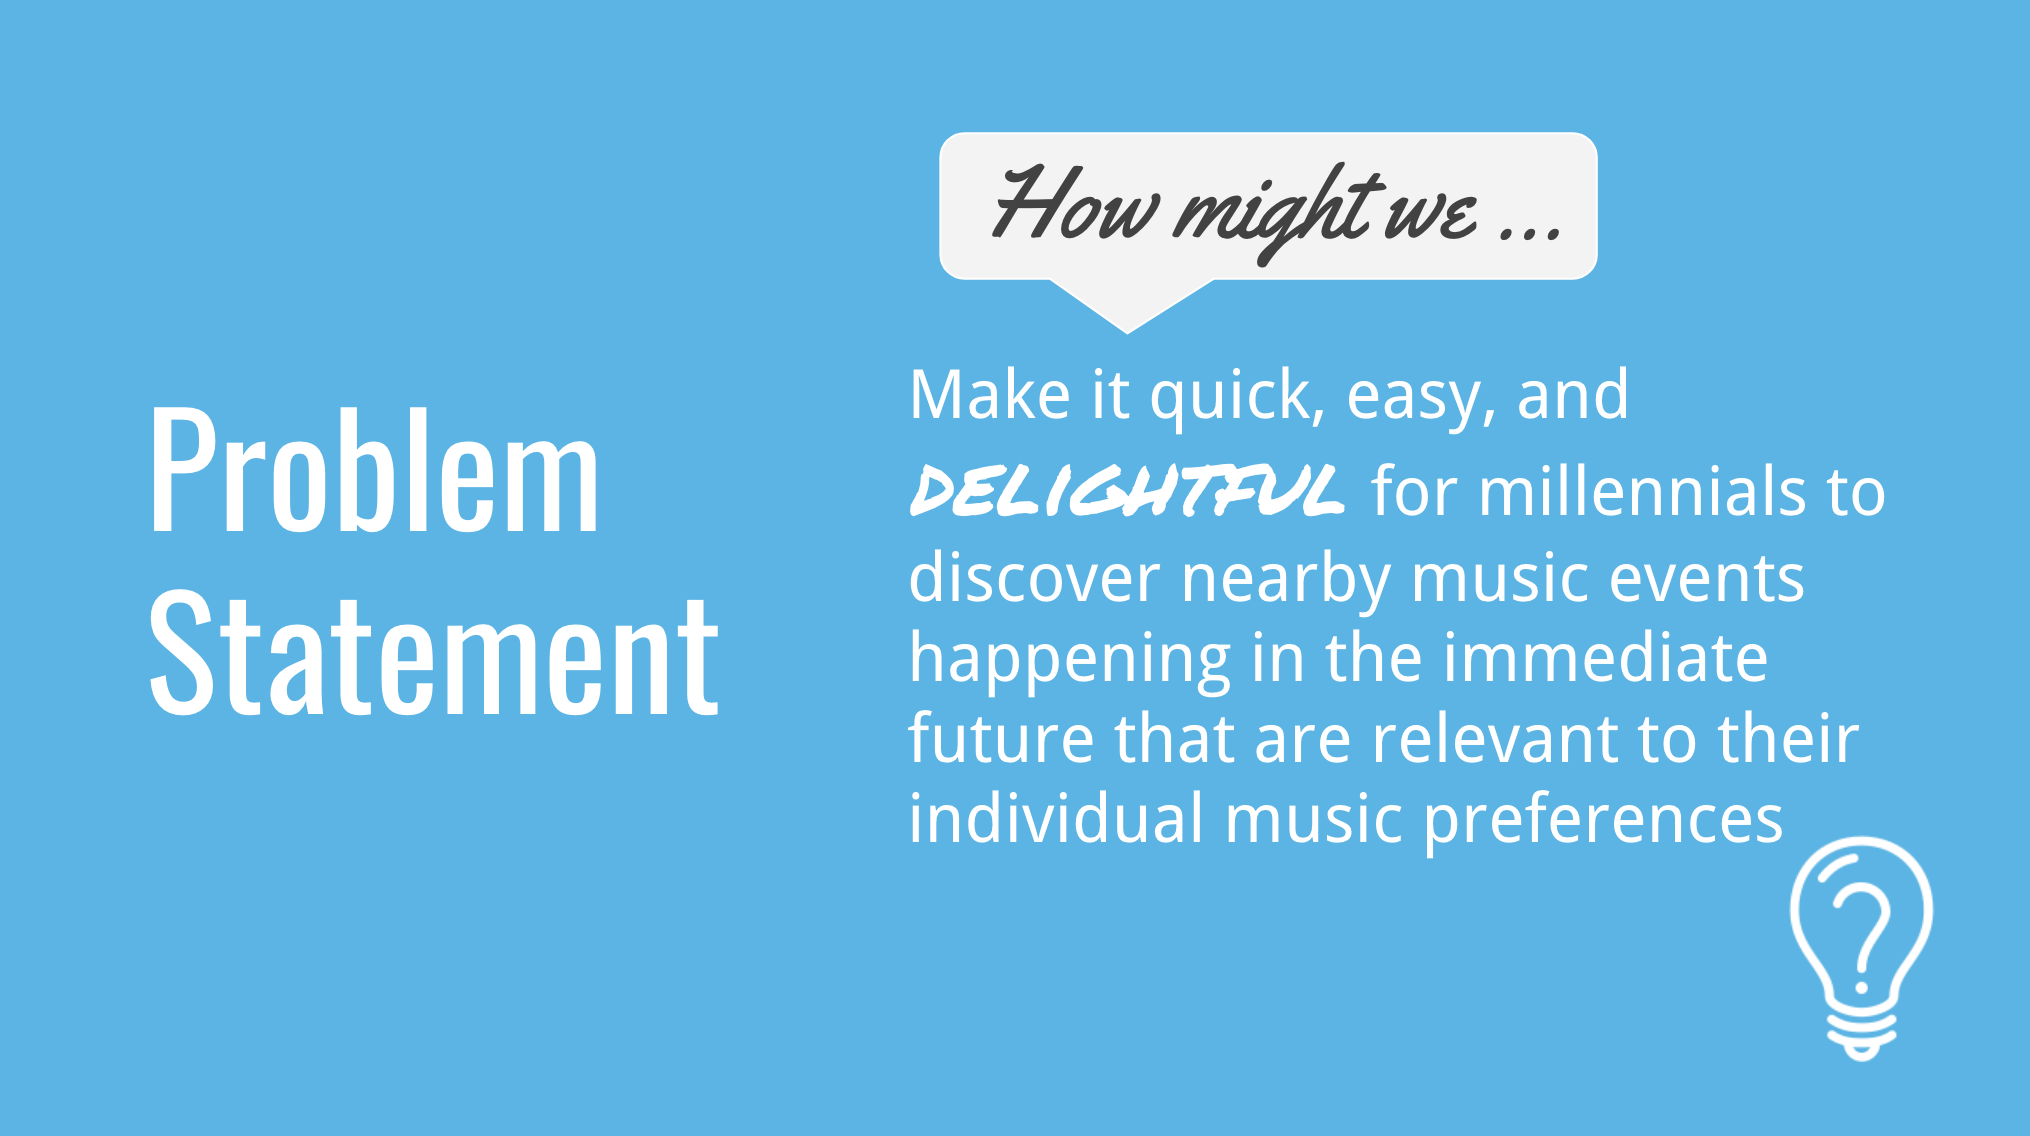 Problem
Statement
How might we ...
Make it quick, easy, and
DELIGHTFUL for millennials to
discover nearby music events
happening in the immediate
future that are relevant to their
individual music preferences
?